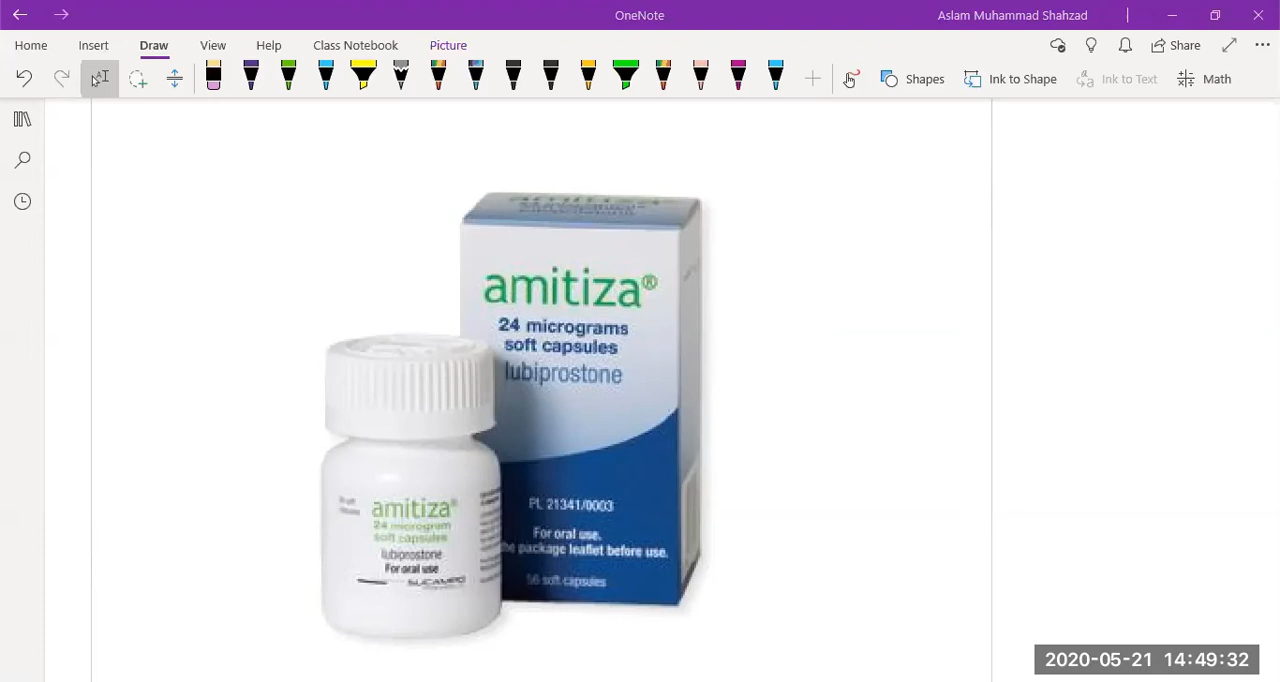 OneNote
Aslam Muhammad Shahzad
Home Insert Draw View Help Class Notebook Picture
Share
Shapes Ink to Shape Ink to Text Math
amitiza
amitiza®
24 micrograms
soft capsules
lubiprostone
PL 21341/0003
For oral use.
package leaflet before use.
56 soft capsules
amitiza®
24 microgram
soft capsules
lubiprostone
For oral use
SUCAMPO
2020-05-21 14:49:32